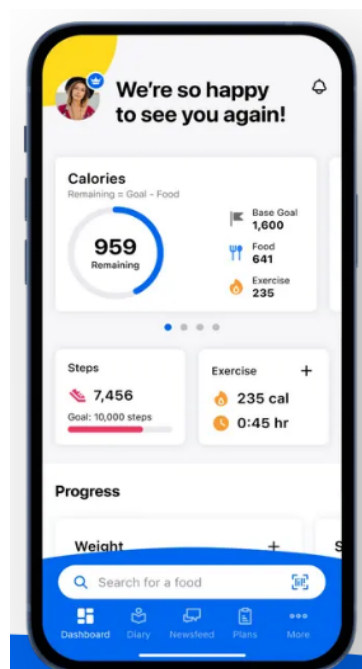 We're so happy
to see you again!
Calories
Remaining = Goal - Food
959
Remaining
Base Goal
1,600
Food
641
Exercise
235
Steps
7,456
Goal: 10,000 steps
Exercise +
235 cal
0:45 hr
Progress
Weight +
S
Search for a food
Dashboard Diary Newsfeed Plans More